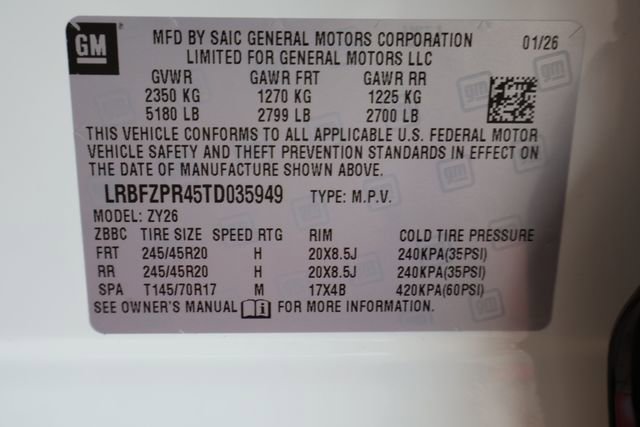 GM
MFD BY SAIC GENERAL MOTORS CORPORATION 01/26
LIMITED FOR GENERAL MOTORS LLC
GVWR GAWR FRT GAWR RR
2350 KG 1270 KG 1225 KG
5180 LB 2799 LB 2700 LB
THIS VEHICLE CONFORMS TO ALL APPLICABLE U.S. FEDERAL MOTOR
VEHICLE SAFETY AND THEFT PREVENTION STANDARDS IN EFFECT ON
THE DATE OF MANUFACTURE SHOWN ABOVE.
LRBFZPR45TD035949 TYPE: M.P.V.
MODEL: ZY26
ZBBC TIRE SIZE SPEED RTG RIM COLD TIRE PRESSURE
FRT 245/45R20 H 20X8.5J 240KPA(35PSI)
RR 245/45R20 H 20X8.5J 240KPA(35PSI)
SPA T145/70R17 M 17X4B 420KPA(60PSI)
SEE OWNER'S MANUAL FOR MORE INFORMATION.